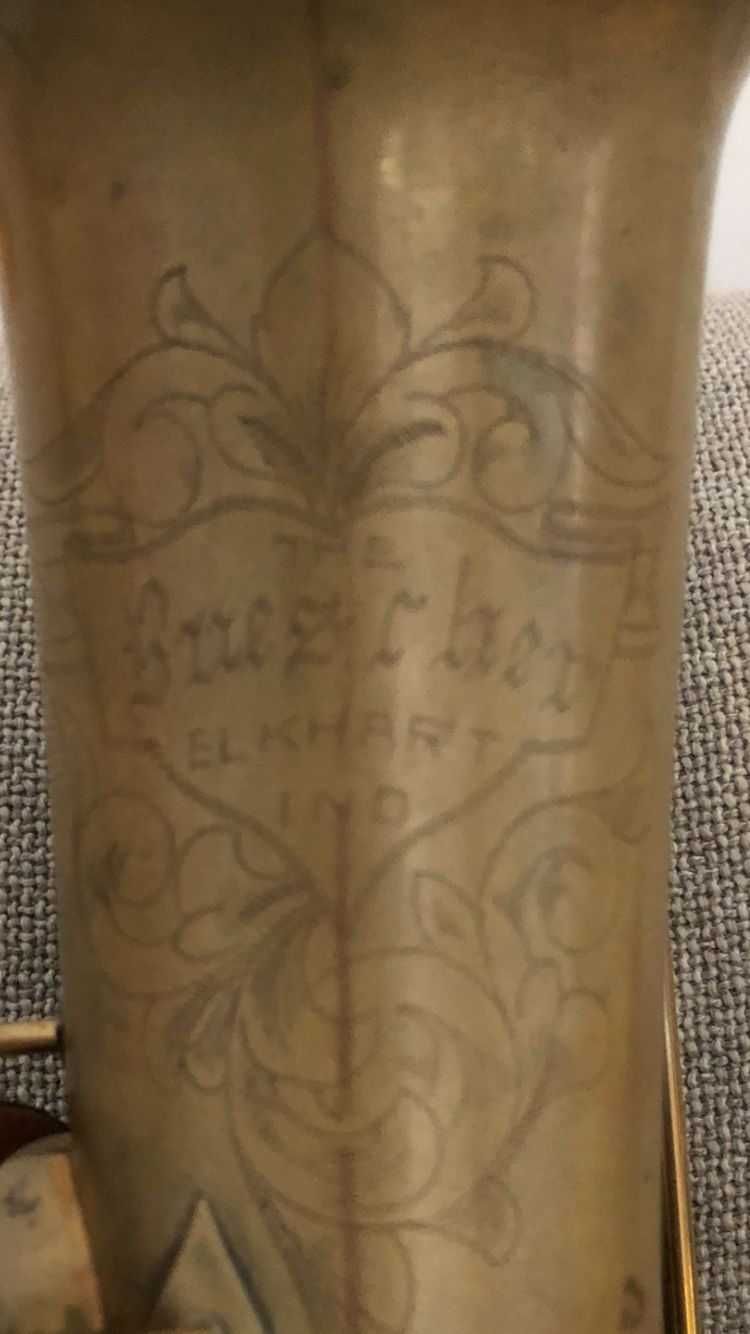 THE
Buescher
ELKHART
IND